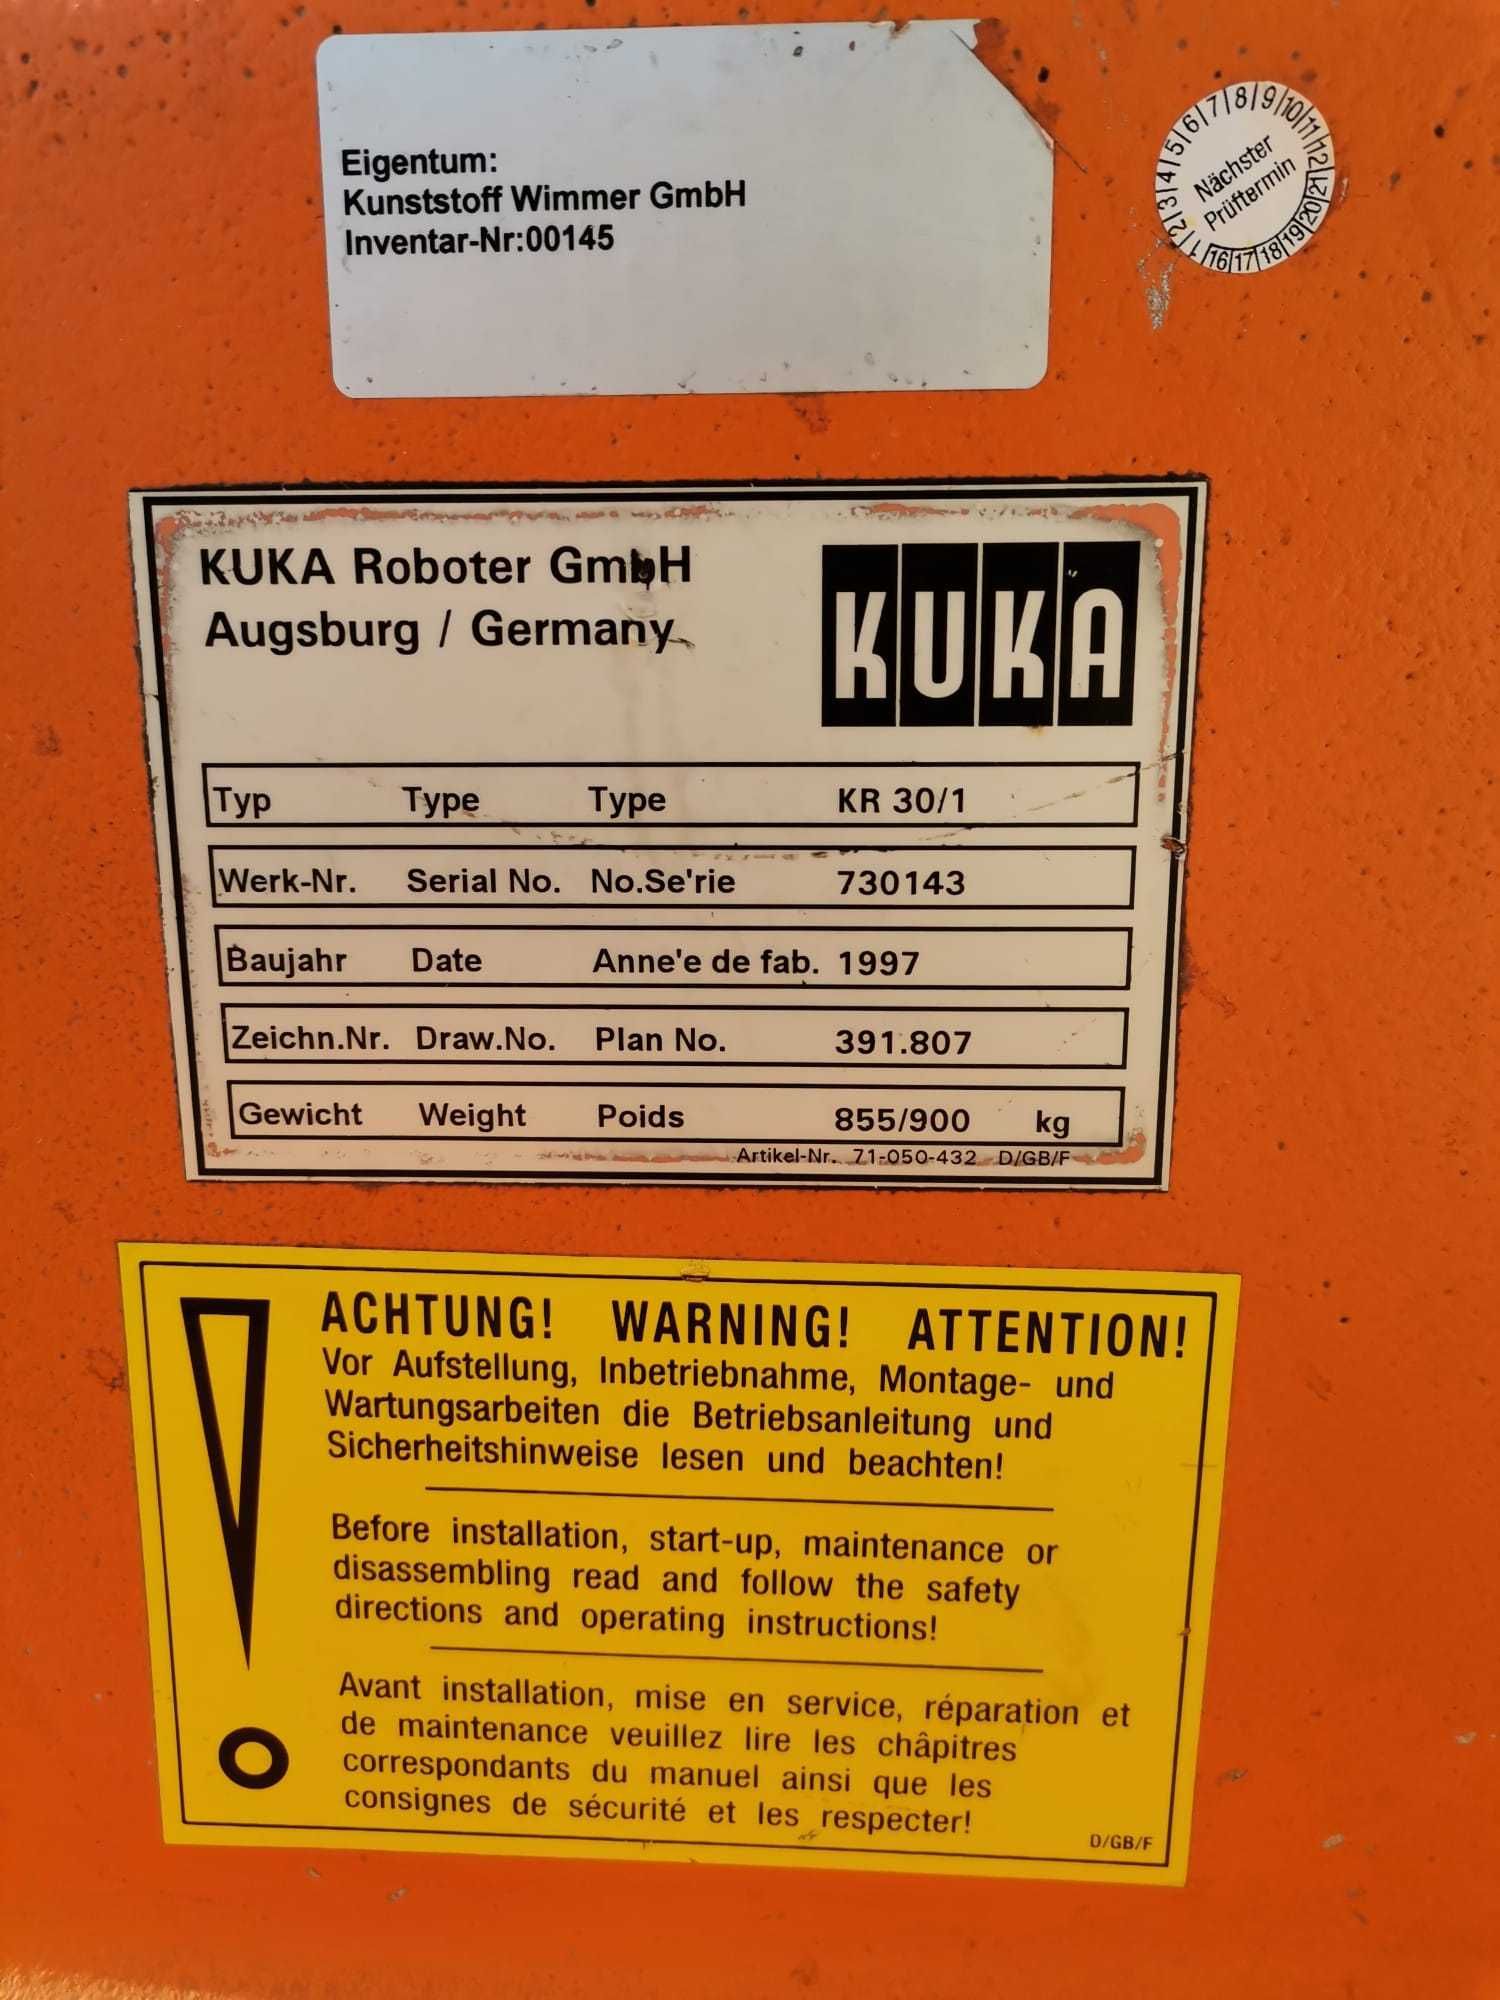 Eigentum:
Kunststoff Wimmer GmbH
Inventar-Nr:00145
1 2 3 4 5 6 7 8 9 10 11 12
Nächster
Prüftermin
16 17 18 19 20 21
KUKA Roboter GmbH
Augsburg / Germany
KUKA
Typ Type Type KR 30/1
Werk-Nr. Serial No. No.Se'rie 730143
Baujahr Date Anne'e de fab. 1997
Zeichn.Nr. Draw.No. Plan No. 391.807
Gewicht Weight Poids 855/900 kg
Artikel-Nr. 71-050-432 D/GB/F
ACHTUNG! WARNING! ATTENTION!
Vor Aufstellung, Inbetriebnahme, Montage- und
Wartungsarbeiten die Betriebsanleitung und
Sicherheitshinweise lesen und beachten!
Before installation, start-up, maintenance or
disassembling read and follow the safety
directions and operating instructions!
Avant installation, mise en service, réparation et
de maintenance veuillez lire les châpitres
correspondants du manuel ainsi que les
consignes de sécurité et les respecter!
D/GB/F